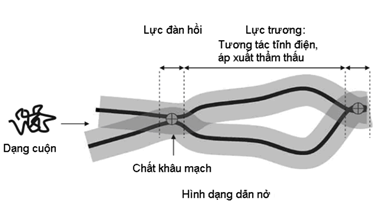 Lực đàn hồi
Lực trương:
Tương tác tĩnh điện,
áp xuất thẩm thấu
Dạng cuộn
Chất khâu mạch
Hình dạng dãn nở